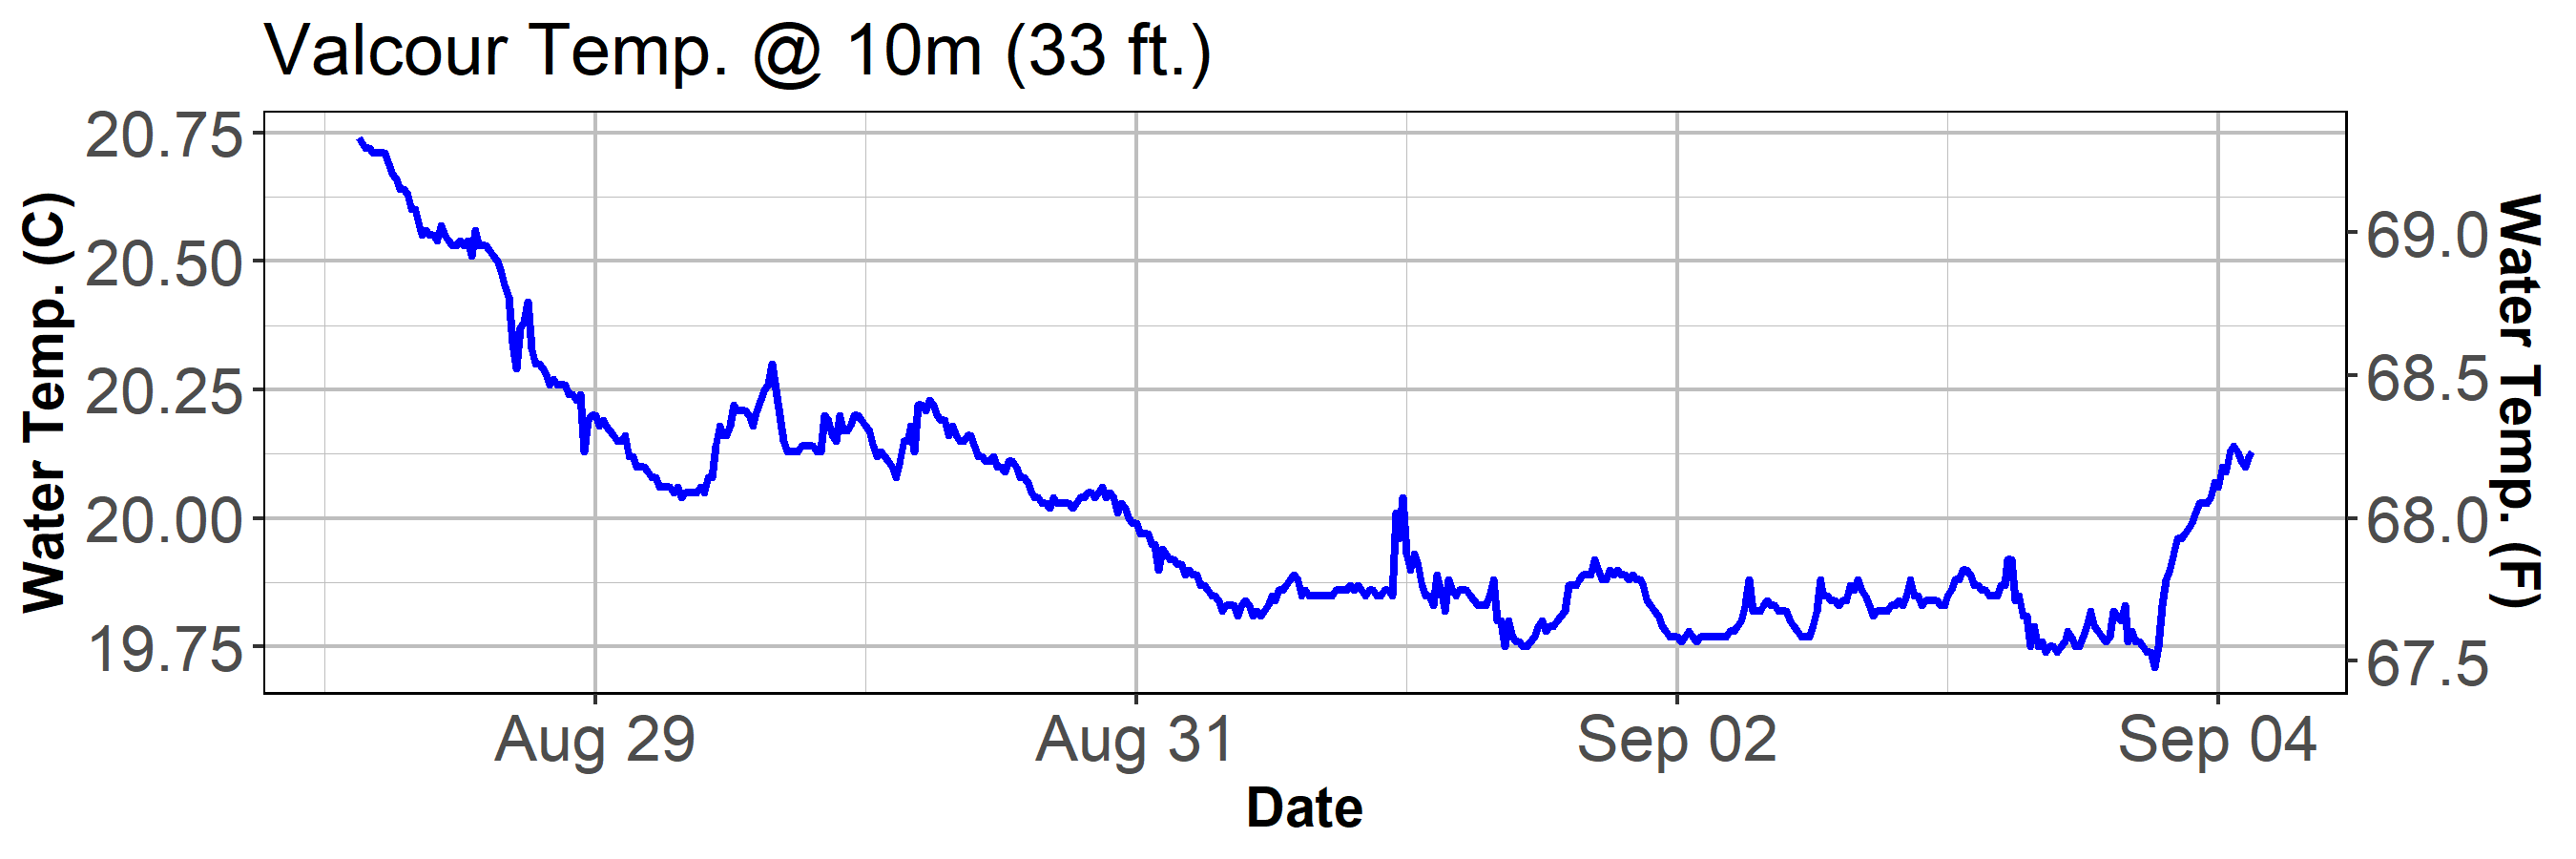 Valcour Temp. @ 10m (33 ft.)
Water Temp. (C)
20.75
20.50
20.25
20.00
19.75
69.0
68.5
68.0
67.5
Water Temp. (F)
Aug 29 Aug 31 Sep 02 Sep 04
Date